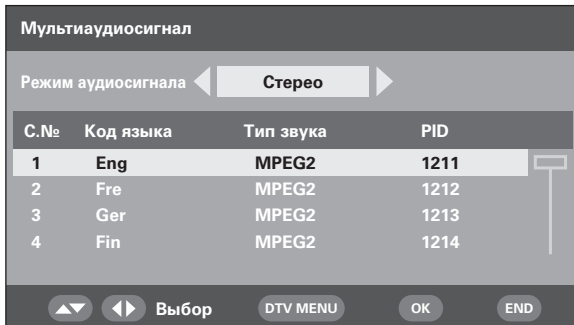 Мультиаудиосигнал
Режим аудиосигнала Стерео
С.№ Код языка Тип звука PID
1 Eng MPEG2 1211
2 Fre MPEG2 1212
3 Ger MPEG2 1213
4 Fin MPEG2 1214
Выбор DTV MENU OK END